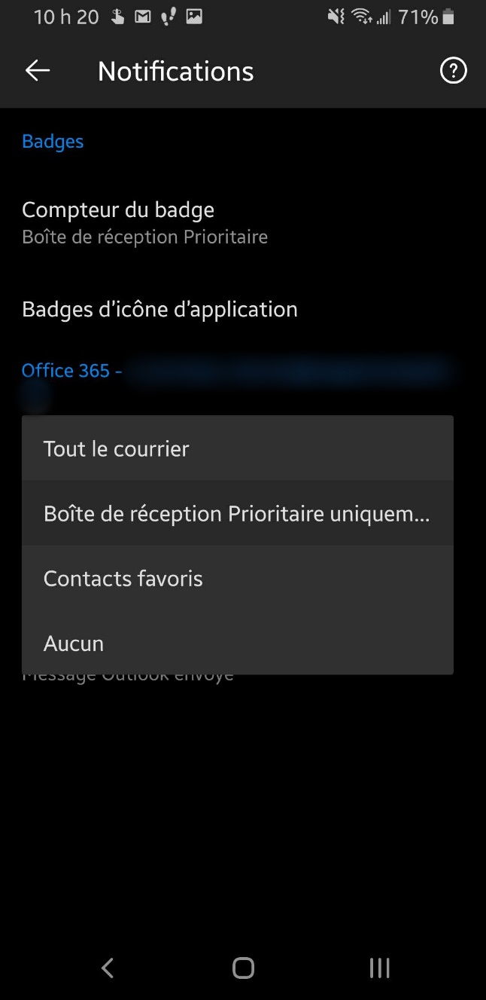 10 h 20
71%
Notifications
Badges
Compteur du badge
Boîte de réception Prioritaire
Badges d'icône d'application
Office 365 -
Tout le courrier
Boîte de réception Prioritaire uniquem...
Contacts favoris
Aucun
Message Outlook envoyé